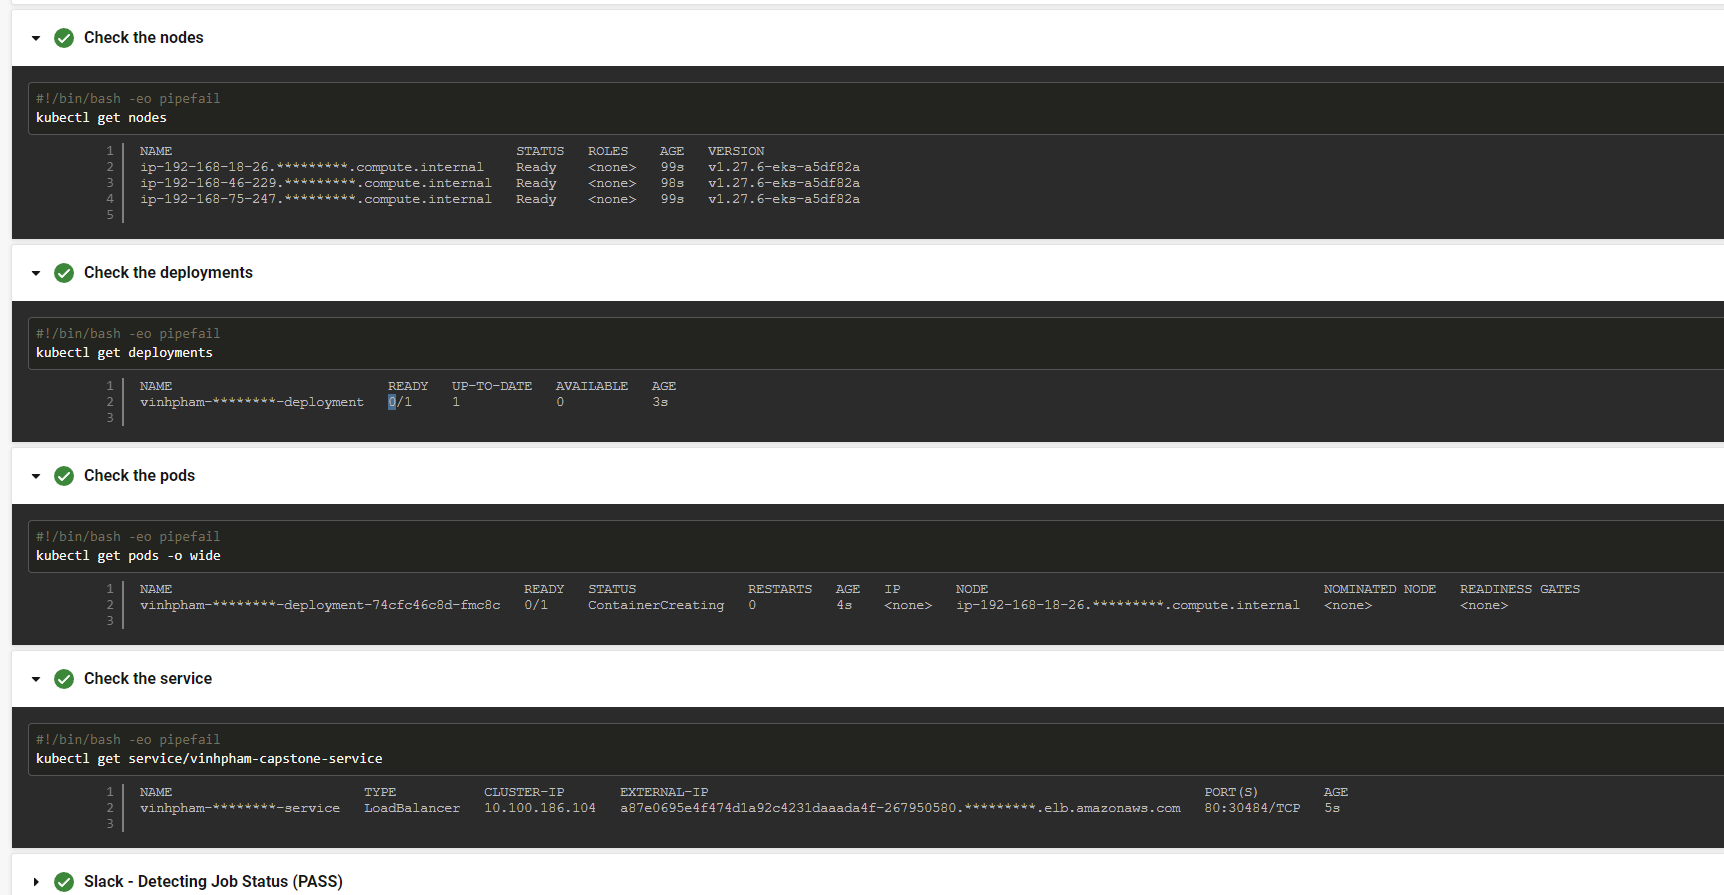 Check the nodes
#!/bin/bash -eo pipefail
kubectl get nodes
1 NAME STATUS ROLES AGE VERSION
2 ip-192-168-18-26.*********.compute.internal Ready <none> 99s v1.27.6-eks-a5df82a
3 ip-192-168-46-229.*********.compute.internal Ready <none> 98s v1.27.6-eks-a5df82a
4 ip-192-168-75-247.*********.compute.internal Ready <none> 99s v1.27.6-eks-a5df82a
5
Check the deployments
#!/bin/bash -eo pipefail
kubectl get deployments
1 NAME READY UP-TO-DATE AVAILABLE AGE
2 vinhpham-********-deployment 0/1 1 0 3s
3
Check the pods
#!/bin/bash -eo pipefail
kubectl get pods -o wide
1 NAME READY STATUS RESTARTS AGE IP NODE NOMINATED NODE READINESS GATES
2 vinhpham-********-deployment-74cfc46c8d-fmc8c 0/1 ContainerCreating 0 4s <none> ip-192-168-18-26.*********.compute.internal <none> <none>
3
Check the service
#!/bin/bash -eo pipefail
kubectl get service/vinhpham-capstone-service
1 NAME TYPE CLUSTER-IP EXTERNAL-IP PORT(S) AGE
2 vinhpham-********-service LoadBalancer 10.100.186.104 a87e0695e4f474d1a92c4231daaada4f-267950580.*********.elb.amazonaws.com 80:30484/TCP 5s
3
Slack - Detecting Job Status (PASS)